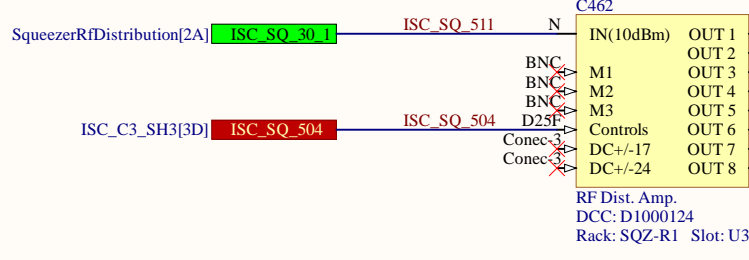 C462
SqueezerRfDistribution[2A] ISC_SQ_30_1 ISC_SQ_511 N IN(10dBm) OUT 1
OUT 2
BNC M1 OUT 3
BNC M2 OUT 4
BNC M3 OUT 5
ISC_C3_SH3[3D] ISC_SQ_504 ISC_SQ_504 D25F Controls OUT 6
Conec-3 DC+/-17 OUT 7
Conec-3 DC+/-24 OUT 8
RF Dist. Amp.
DCC: D1000124
Rack: SQZ-R1 Slot: U3